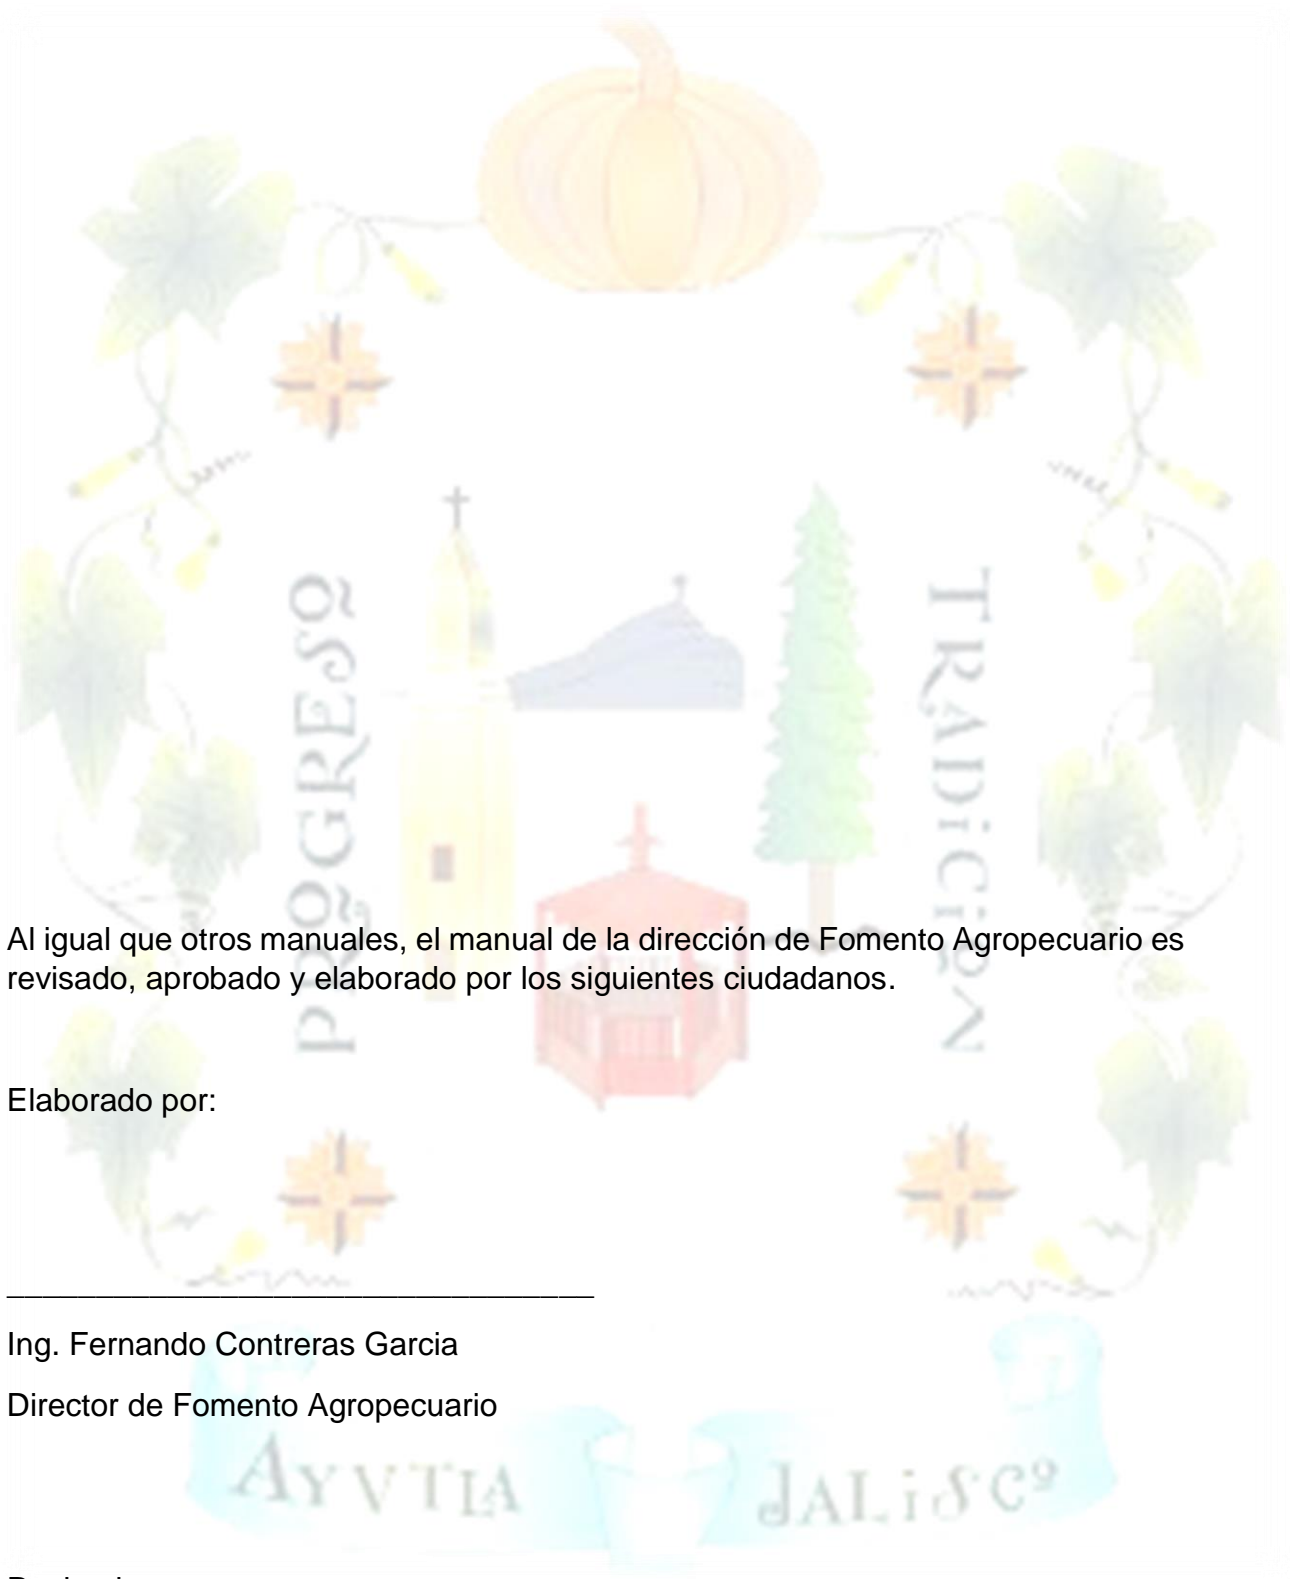 PROGRESO
TRADiCiÓN
Al igual que otros manuales, el manual de la dirección de Fomento Agropecuario es
revisado, aprobado y elaborado por los siguientes ciudadanos.
Elaborado por:
Ing. Fernando Contreras Garcia
Director de Fomento Agropecuario
AYVTLA JALiSCO